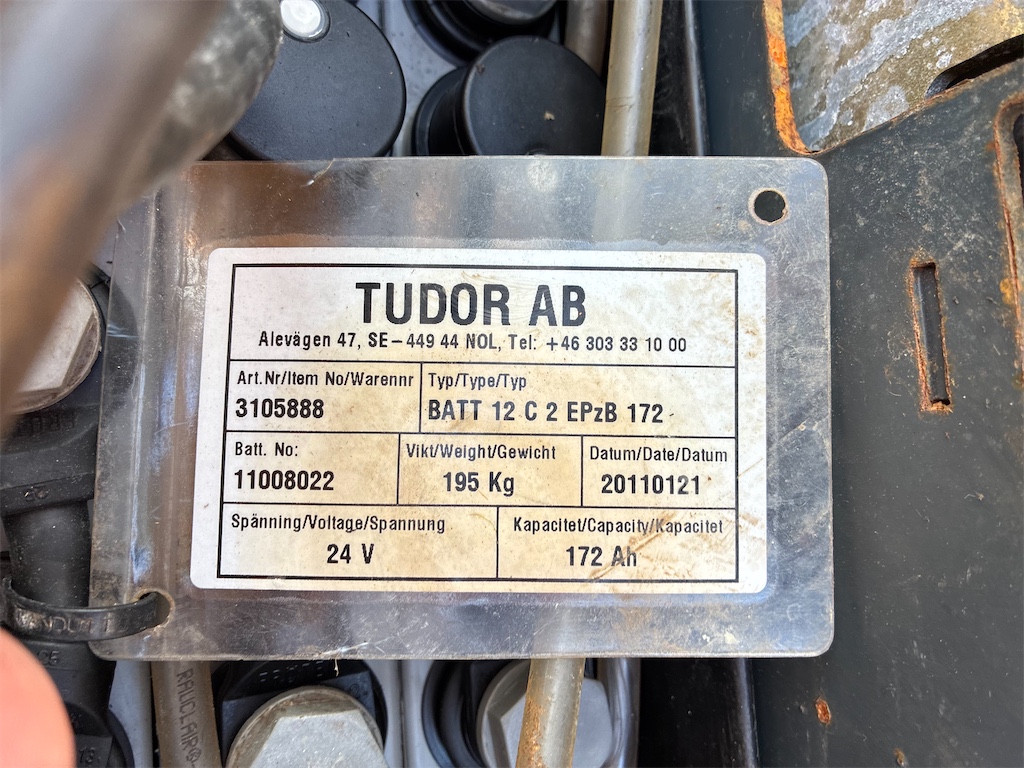 TUDOR AB
Alevägen 47, SE-449 44 NOL, Tel: +46 303 33 10 00
Art.Nr/Item No/Warennr
3105888
Typ/Type/Typ
BATT 12 C 2 EPzB 172
Batt. No:
11008022
Vikt/Weight/Gewicht
195 Kg
Datum/Date/Datum
20110121
Spänning/Voltage/Spannung
24 V
Kapacitet/Capacity/Kapacitet
172 Ah
RAUCLAIR®